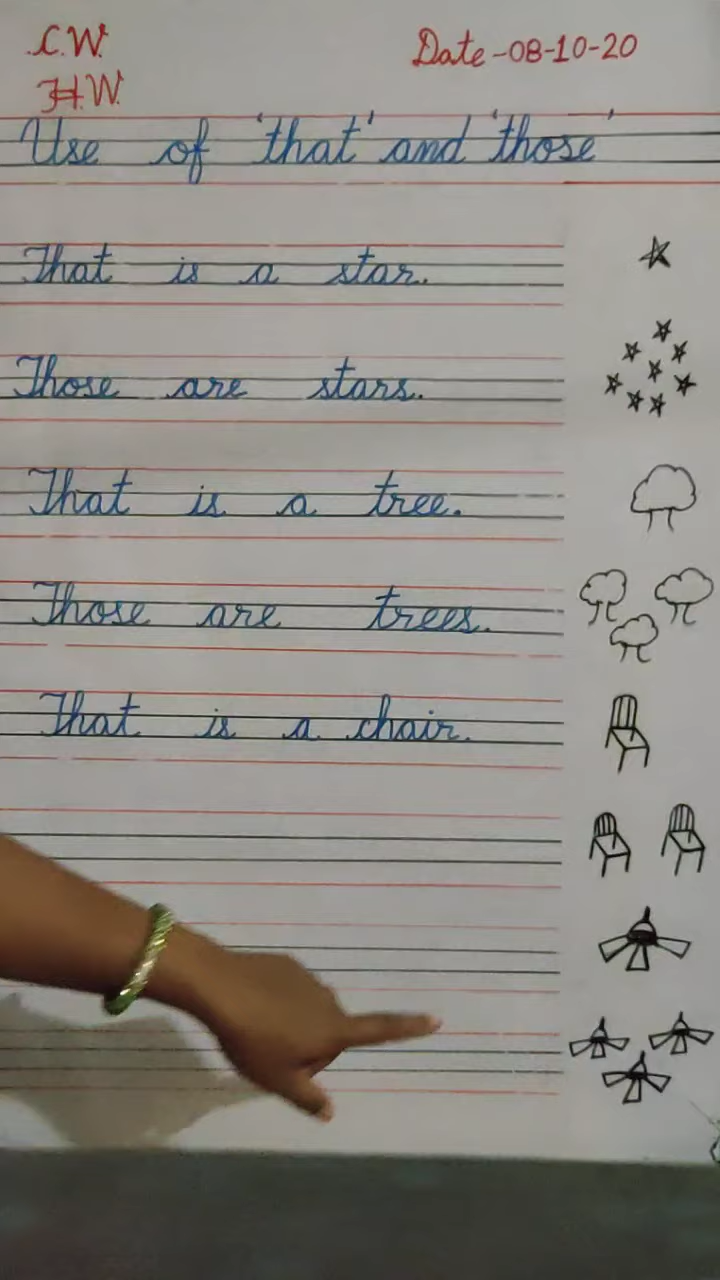 C.W.
Date-08-10-20
H.W.
Use of 'that' and 'those'
That is a star.
Those are stars.
That is a tree.
Those are trees.
That is a chair.